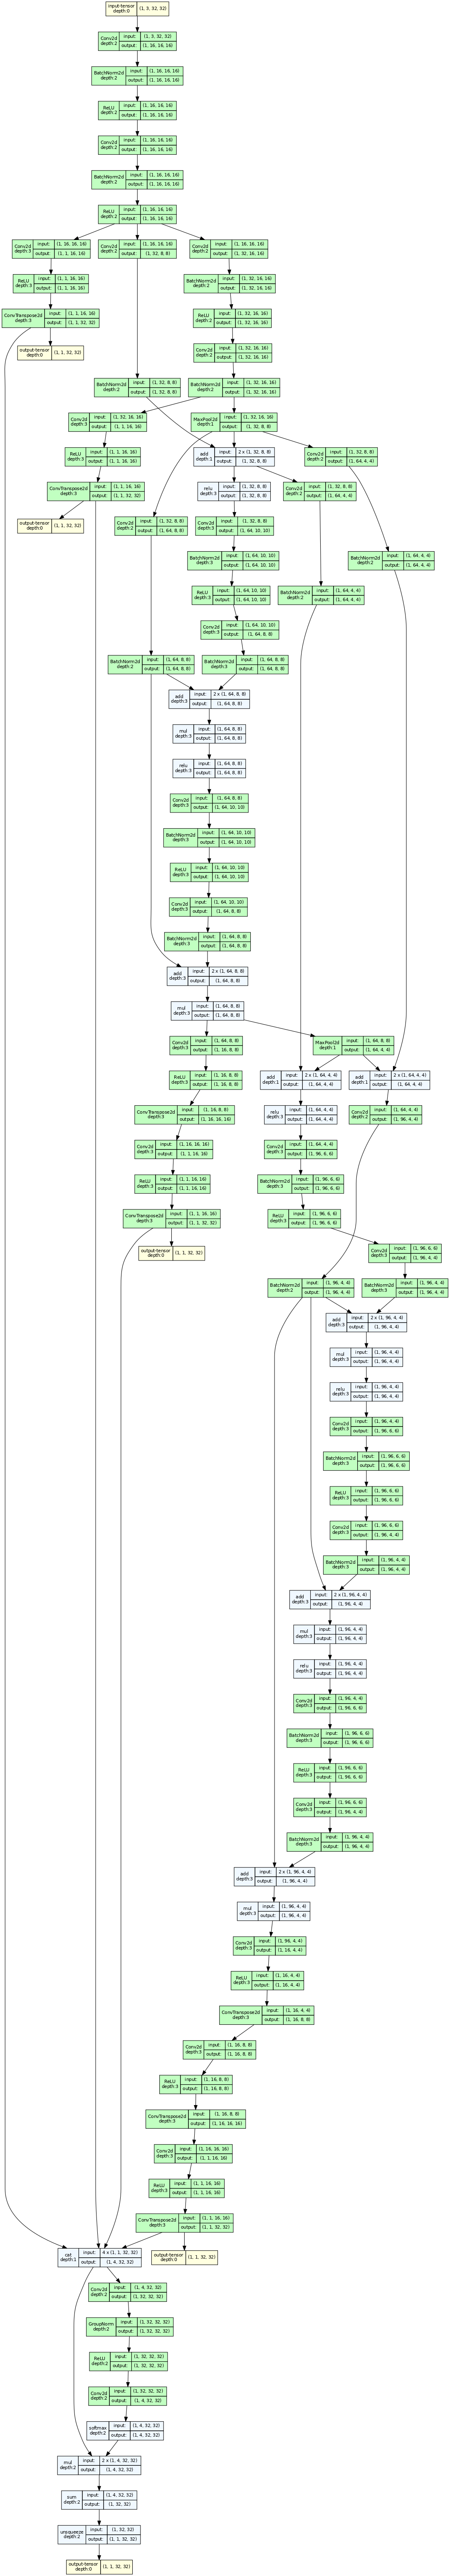 input-tensor
depth:0 (1, 3, 32, 32)
Conv2d input: (1, 3, 32, 32)
depth:2 output: (1, 16, 16, 16)
BatchNorm2d input: (1, 16, 16, 16)
depth:2 output: (1, 16, 16, 16)
ReLU input: (1, 16, 16, 16)
depth:2 output: (1, 16, 16, 16)
Conv2d input: (1, 16, 16, 16)
depth:2 output: (1, 16, 16, 16)
BatchNorm2d input: (1, 16, 16, 16)
depth:2 output: (1, 16, 16, 16)
ReLU input: (1, 16, 16, 16)
depth:2 output: (1, 16, 16, 16)
Conv2d input: (1, 16, 16, 16)
depth:3 output: (1, 1, 16, 16)
Conv2d input: (1, 16, 16, 16)
depth:2 output: (1, 32, 8, 8)
Conv2d input: (1, 16, 16, 16)
depth:2 output: (1, 32, 16, 16)
ReLU input: (1, 1, 16, 16)
depth:3 output: (1, 1, 16, 16)
BatchNorm2d input: (1, 32, 16, 16)
depth:2 output: (1, 32, 16, 16)
ConvTranspose2d input: (1, 1, 16, 16)
depth:3 output: (1, 1, 32, 32)
ReLU input: (1, 32, 16, 16)
depth:2 output: (1, 32, 16, 16)
output-tensor
depth:0 (1, 1, 32, 32)
Conv2d input: (1, 32, 16, 16)
depth:2 output: (1, 32, 16, 16)
BatchNorm2d input: (1, 32, 8, 8)
depth:2 output: (1, 32, 8, 8)
BatchNorm2d input: (1, 32, 16, 16)
depth:2 output: (1, 32, 16, 16)
Conv2d input: (1, 32, 16, 16)
depth:3 output: (1, 1, 16, 16)
MaxPool2d input: (1, 32, 16, 16)
depth:1 output: (1, 32, 8, 8)
ReLU input: (1, 1, 16, 16)
depth:3 output: (1, 1, 16, 16)
add input: 2 x (1, 32, 8, 8)
depth:3 output: (1, 32, 8, 8)
Conv2d input: (1, 32, 8, 8)
depth:2 output: (1, 64, 4, 4)
ConvTranspose2d input: (1, 1, 16, 16)
depth:3 output: (1, 1, 32, 32)
relu input: (1, 32, 8, 8)
depth:3 output: (1, 32, 8, 8)
Conv2d input: (1, 32, 8, 8)
depth:2 output: (1, 64, 4, 4)
output-tensor
depth:0 (1, 1, 32, 32)
Conv2d input: (1, 32, 8, 8)
depth:2 output: (1, 64, 8, 8)
Conv2d input: (1, 32, 8, 8)
depth:3 output: (1, 64, 10, 10)
BatchNorm2d input: (1, 64, 10, 10)
depth:3 output: (1, 64, 10, 10)
BatchNorm2d input: (1, 64, 4, 4)
depth:2 output: (1, 64, 4, 4)
ReLU input: (1, 64, 10, 10)
depth:3 output: (1, 64, 10, 10)
BatchNorm2d input: (1, 64, 4, 4)
depth:2 output: (1, 64, 4, 4)
Conv2d input: (1, 64, 10, 10)
depth:3 output: (1, 64, 8, 8)
BatchNorm2d input: (1, 64, 8, 8)
depth:2 output: (1, 64, 8, 8)
BatchNorm2d input: (1, 64, 8, 8)
depth:3 output: (1, 64, 8, 8)
add input: 2 x (1, 64, 8, 8)
depth:3 output: (1, 64, 8, 8)
mul input: (1, 64, 8, 8)
depth:3 output: (1, 64, 8, 8)
relu input: (1, 64, 8, 8)
depth:3 output: (1, 64, 8, 8)
Conv2d input: (1, 64, 8, 8)
depth:3 output: (1, 64, 10, 10)
BatchNorm2d input: (1, 64, 10, 10)
depth:3 output: (1, 64, 10, 10)
ReLU input: (1, 64, 10, 10)
depth:3 output: (1, 64, 10, 10)
Conv2d input: (1, 64, 10, 10)
depth:3 output: (1, 64, 8, 8)
BatchNorm2d input: (1, 64, 8, 8)
depth:3 output: (1, 64, 8, 8)
add input: 2 x (1, 64, 8, 8)
depth:3 output: (1, 64, 8, 8)
mul input: (1, 64, 8, 8)
depth:3 output: (1, 64, 8, 8)
Conv2d input: (1, 64, 8, 8)
depth:3 output: (1, 16, 8, 8)
MaxPool2d input: (1, 64, 8, 8)
depth:1 output: (1, 64, 4, 4)
ReLU input: (1, 16, 8, 8)
depth:3 output: (1, 16, 8, 8)
add input: 2 x (1, 64, 4, 4)
depth:1 output: (1, 64, 4, 4)
add input: 2 x (1, 64, 4, 4)
depth:1 output: (1, 64, 4, 4)
ConvTranspose2d input: (1, 16, 8, 8)
depth:3 output: (1, 16, 16, 16)
relu input: (1, 64, 4, 4)
depth:3 output: (1, 64, 4, 4)
Conv2d input: (1, 64, 4, 4)
depth:2 output: (1, 96, 4, 4)
Conv2d input: (1, 16, 16, 16)
depth:3 output: (1, 1, 16, 16)
Conv2d input: (1, 64, 4, 4)
depth:3 output: (1, 96, 6, 6)
ReLU input: (1, 1, 16, 16)
depth:3 output: (1, 1, 16, 16)
BatchNorm2d input: (1, 96, 6, 6)
depth:3 output: (1, 96, 6, 6)
ConvTranspose2d input: (1, 1, 16, 16)
depth:3 output: (1, 1, 32, 32)
ReLU input: (1, 96, 6, 6)
depth:3 output: (1, 96, 6, 6)
output-tensor
depth:0 (1, 1, 32, 32)
Conv2d input: (1, 96, 6, 6)
depth:3 output: (1, 96, 4, 4)
BatchNorm2d input: (1, 96, 4, 4)
depth:2 output: (1, 96, 4, 4)
BatchNorm2d input: (1, 96, 4, 4)
depth:3 output: (1, 96, 4, 4)
add input: 2 x (1, 96, 4, 4)
depth:3 output: (1, 96, 4, 4)
mul input: (1, 96, 4, 4)
depth:3 output: (1, 96, 4, 4)
relu input: (1, 96, 4, 4)
depth:3 output: (1, 96, 4, 4)
Conv2d input: (1, 96, 4, 4)
depth:3 output: (1, 96, 6, 6)
BatchNorm2d input: (1, 96, 6, 6)
depth:3 output: (1, 96, 6, 6)
ReLU input: (1, 96, 6, 6)
depth:3 output: (1, 96, 6, 6)
Conv2d input: (1, 96, 6, 6)
depth:3 output: (1, 96, 4, 4)
BatchNorm2d input: (1, 96, 4, 4)
depth:3 output: (1, 96, 4, 4)
add input: 2 x (1, 96, 4, 4)
depth:3 output: (1, 96, 4, 4)
mul input: (1, 96, 4, 4)
depth:3 output: (1, 96, 4, 4)
relu input: (1, 96, 4, 4)
depth:3 output: (1, 96, 4, 4)
Conv2d input: (1, 96, 4, 4)
depth:3 output: (1, 96, 6, 6)
BatchNorm2d input: (1, 96, 6, 6)
depth:3 output: (1, 96, 6, 6)
ReLU input: (1, 96, 6, 6)
depth:3 output: (1, 96, 6, 6)
Conv2d input: (1, 96, 6, 6)
depth:3 output: (1, 96, 4, 4)
BatchNorm2d input: (1, 96, 4, 4)
depth:3 output: (1, 96, 4, 4)
add input: 2 x (1, 96, 4, 4)
depth:3 output: (1, 96, 4, 4)
mul input: (1, 96, 4, 4)
depth:3 output: (1, 96, 4, 4)
Conv2d input: (1, 96, 4, 4)
depth:3 output: (1, 16, 4, 4)
ReLU input: (1, 16, 4, 4)
depth:3 output: (1, 16, 4, 4)
ConvTranspose2d input: (1, 16, 4, 4)
depth:3 output: (1, 16, 8, 8)
Conv2d input: (1, 16, 8, 8)
depth:3 output: (1, 16, 8, 8)
ReLU input: (1, 16, 8, 8)
depth:3 output: (1, 16, 8, 8)
ConvTranspose2d input: (1, 16, 8, 8)
depth:3 output: (1, 16, 16, 16)
Conv2d input: (1, 16, 16, 16)
depth:3 output: (1, 1, 16, 16)
ReLU input: (1, 1, 16, 16)
depth:3 output: (1, 1, 16, 16)
ConvTranspose2d input: (1, 1, 16, 16)
depth:3 output: (1, 1, 32, 32)
cat input: 4 x (1, 1, 32, 32)
depth:1 output: (1, 4, 32, 32)
output-tensor
depth:0 (1, 1, 32, 32)
Conv2d input: (1, 4, 32, 32)
depth:2 output: (1, 32, 32, 32)
GroupNorm input: (1, 32, 32, 32)
depth:2 output: (1, 32, 32, 32)
ReLU input: (1, 32, 32, 32)
depth:2 output: (1, 32, 32, 32)
Conv2d input: (1, 32, 32, 32)
depth:2 output: (1, 4, 32, 32)
softmax input: (1, 4, 32, 32)
depth:2 output: (1, 4, 32, 32)
mul input: 2 x (1, 4, 32, 32)
depth:2 output: (1, 4, 32, 32)
sum input: (1, 4, 32, 32)
depth:2 output: (1, 32, 32)
unsqueeze input: (1, 32, 32)
depth:2 output: (1, 1, 32, 32)
output-tensor
depth:0 (1, 1, 32, 32)